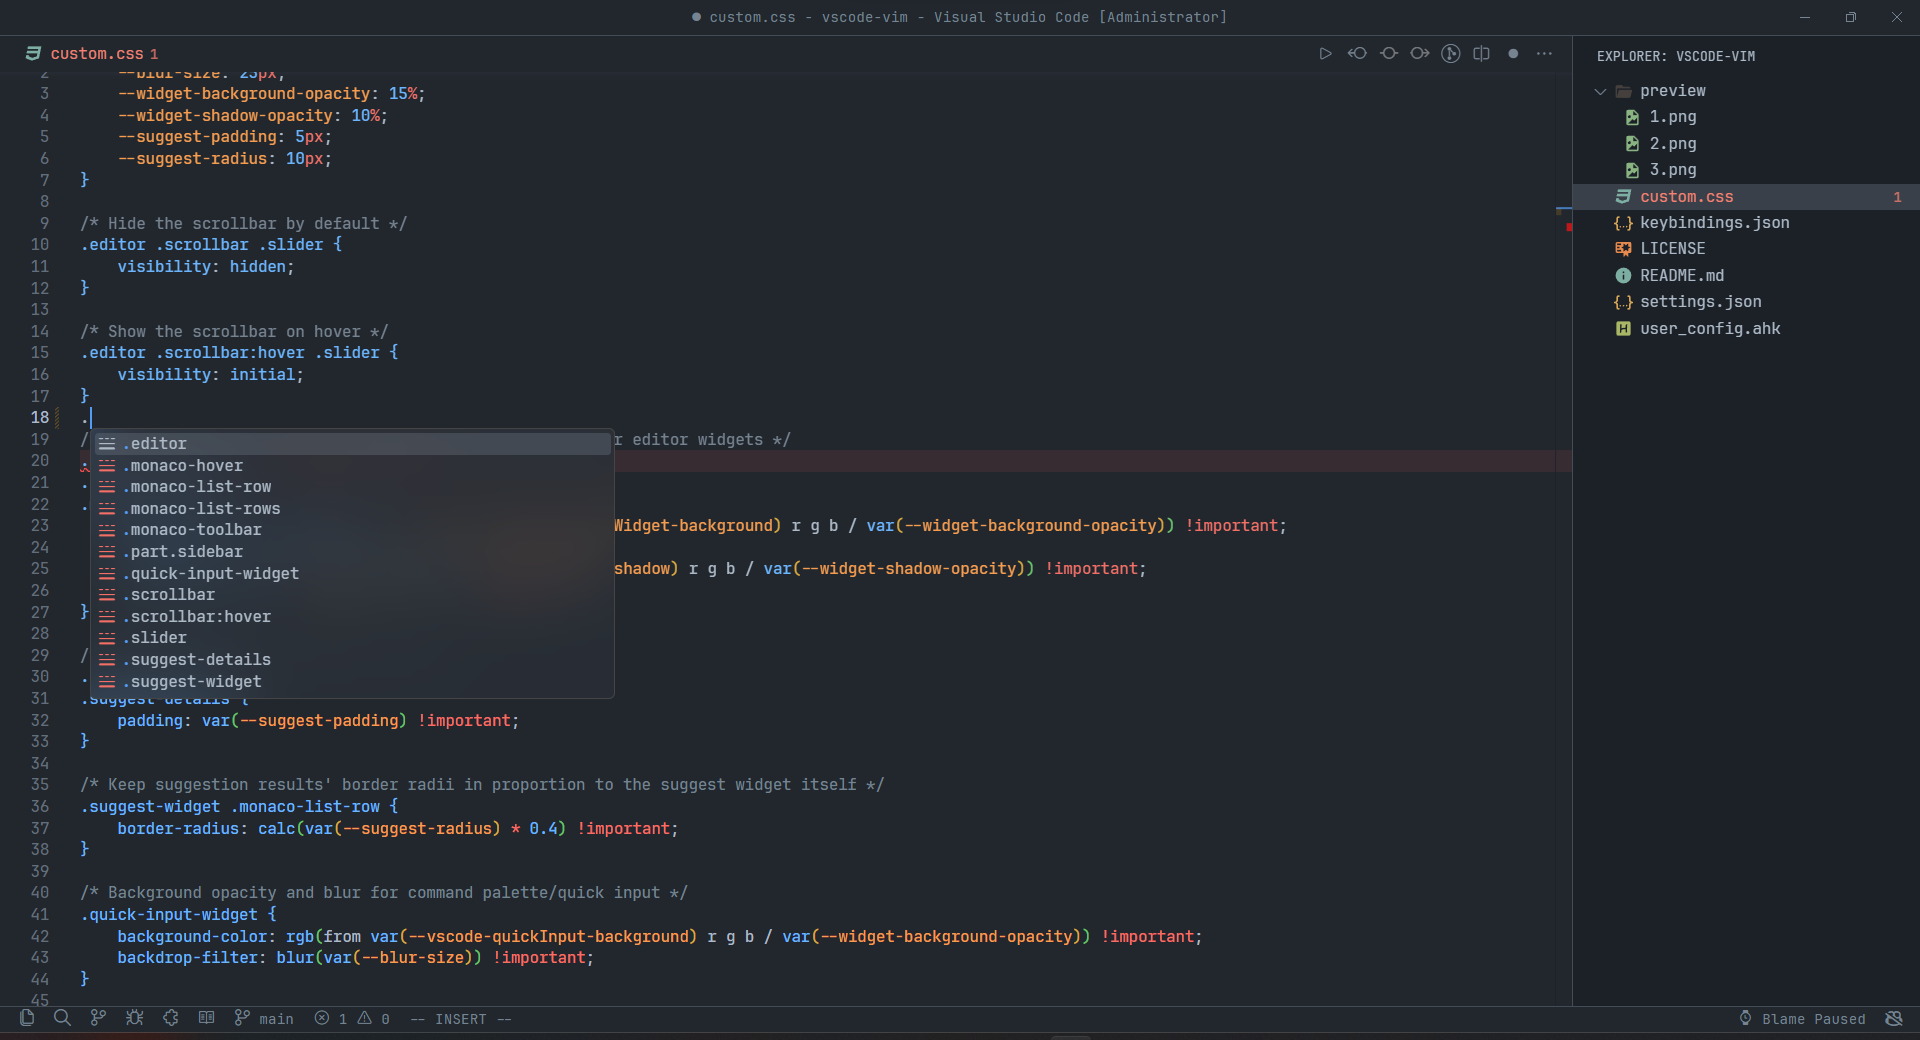 custom.css - vscode-vim - Visual Studio Code [Administrator]
custom.css 1
2 --blur-size: 25px;
3 --widget-background-opacity: 15%;
4 --widget-shadow-opacity: 10%;
5 --suggest-padding: 5px;
6 --suggest-radius: 10px;
7 }
8
9 /* Hide the scrollbar by default */
10 .editor .scrollbar .slider {
11 visibility: hidden;
12 }
13
14 /* Show the scrollbar on hover */
15 .editor .scrollbar:hover .slider {
16 visibility: initial;
17 }
18 .
19 / r editor widgets */
20 .
21 .
22 .
23 Widget-background) r g b / var(--widget-background-opacity)) !important;
24
25 shadow) r g b / var(--widget-shadow-opacity)) !important;
26
27 }
28
29 /
30 .
31 .suggest-details {
32 padding: var(--suggest-padding) !important;
33 }
34
35 /* Keep suggestion results' border radii in proportion to the suggest widget itself */
36 .suggest-widget .monaco-list-row {
37 border-radius: calc(var(--suggest-radius) * 0.4) !important;
38 }
39
40 /* Background opacity and blur for command palette/quick input */
41 .quick-input-widget {
42 background-color: rgb(from var(--vscode-quickInput-background) r g b / var(--widget-background-opacity)) !important;
43 backdrop-filter: blur(var(--blur-size)) !important;
44 }
45
.editor
.monaco-hover
.monaco-list-row
.monaco-list-rows
.monaco-toolbar
.part.sidebar
.quick-input-widget
.scrollbar
.scrollbar:hover
.slider
.suggest-details
.suggest-widget
EXPLORER: VSCODE-VIM
preview
1.png
2.png
3.png
custom.css 1
keybindings.json
LICENSE
README.md
settings.json
user_config.ahk
main 1 0 -- INSERT --
Blame Paused